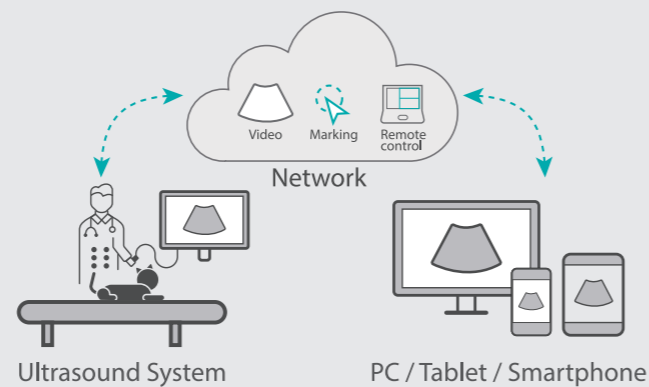 Video
Marking
Remote
control
Network
Ultrasound System
PC / Tablet / Smartphone